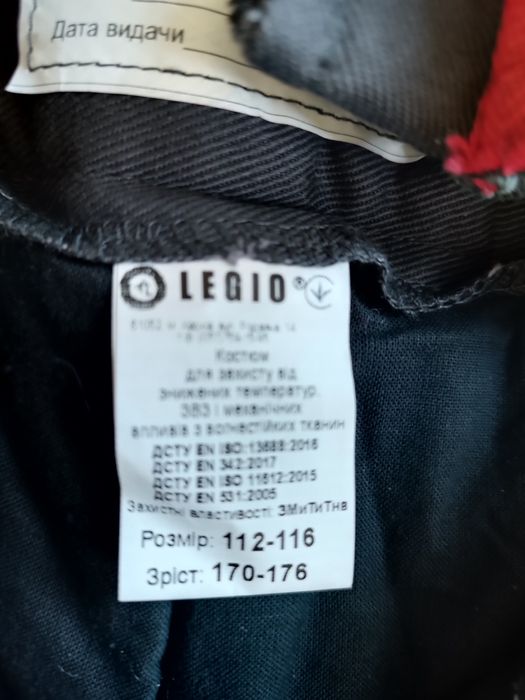 Дата видачи
LEGIO®
Костюм
для захисту від
знижених температур,
ЗВЗ і механічних
впливів з вогнестійких тканин
ДСТУ EN ISO:13688:2016
ДСТУ EN 342:2017
ДСТУ EN ISO 11612:2015
ДСТУ EN 531:2005
Захистні властивості: ЗМиТиТнв
Розмір: 112-116
Зріст: 170-176